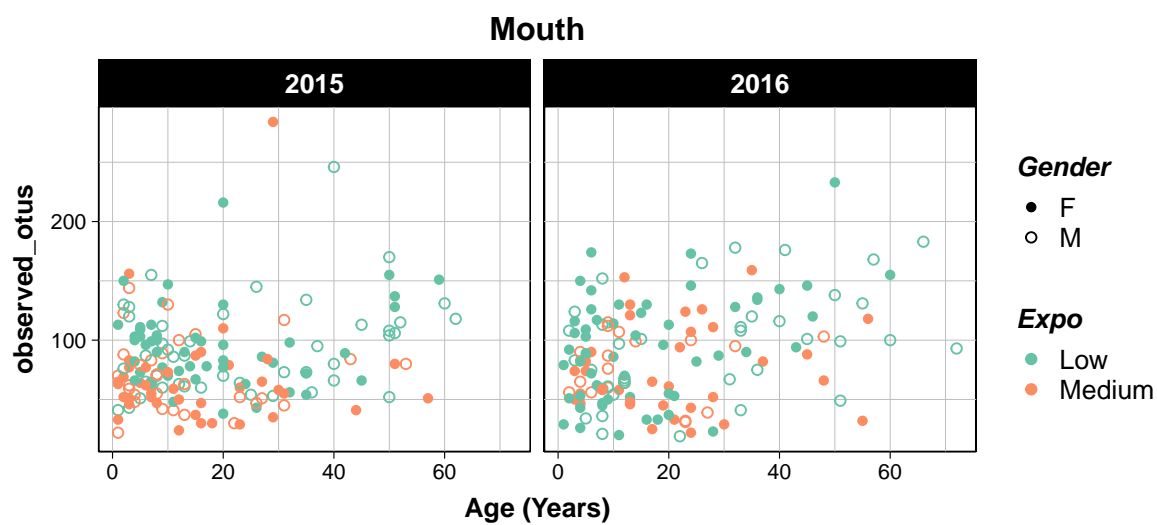 Mouth
2015 2016
observed_otus
200
100
0 20 40 60
0 20 40 60
Age (Years)
Gender
F
M
Expo
Low
Medium